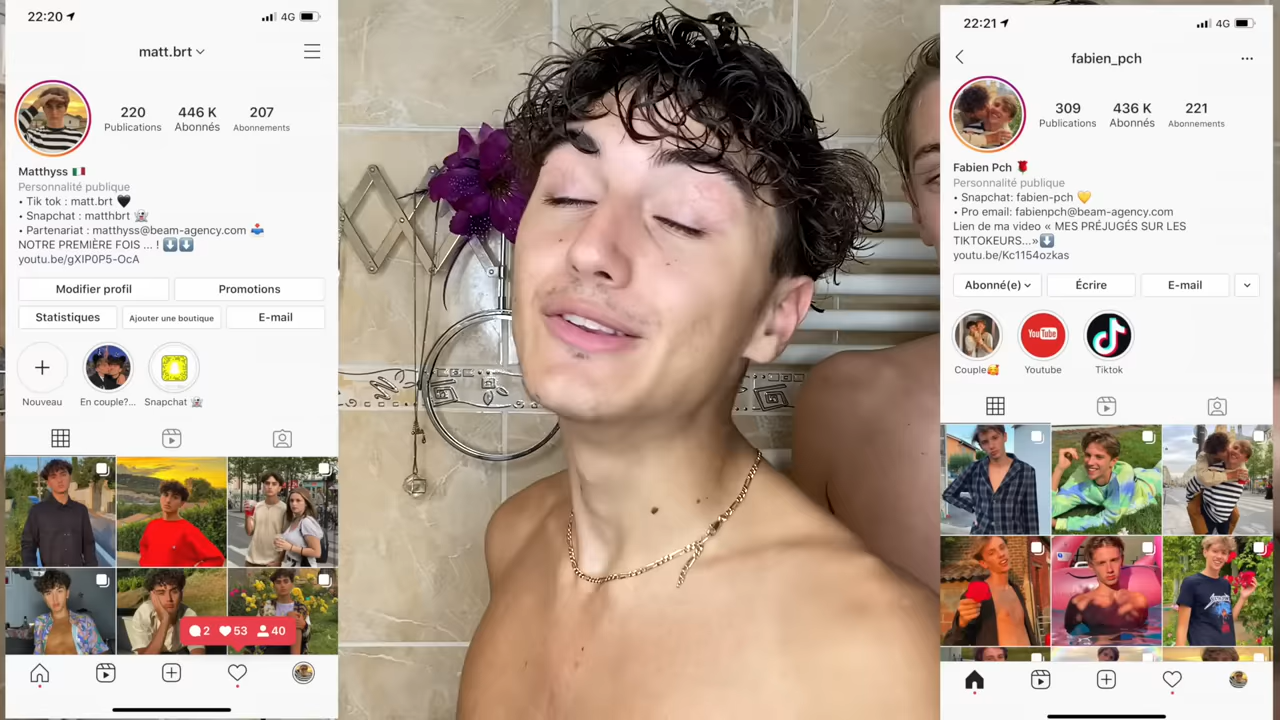 22:20
4G
matt.brt
220
446 K
207
Publications
Abonnés
Abonnements
Matthyss
Personnalité publique
• Tik tok : matt.brt
• Snapchat : matthbrt
• Partenariat : matthyss@beam-agency.com
NOTRE PREMIÈRE FOIS ... !
youtu.be/gXIP0P5-OcA
Modifier profil
Promotions
Statistiques
Ajouter une boutique
E-mail
Nouveau
En couple?...
Snapchat
2
53
40
22:21
4G
fabien_pch
309
436 K
221
Publications
Abonnés
Abonnements
Fabien Pch
Personnalité publique
• Snapchat: fabien-pch
• Pro email: fabienpch@beam-agency.com
Lien de ma video « MES PRÉJUGÉS SUR LES
TIKTOKEURS...»
youtu.be/Kc1154ozkas
Abonné(e)
Écrire
E-mail
YouTube
Couple
Youtube
Tiktok